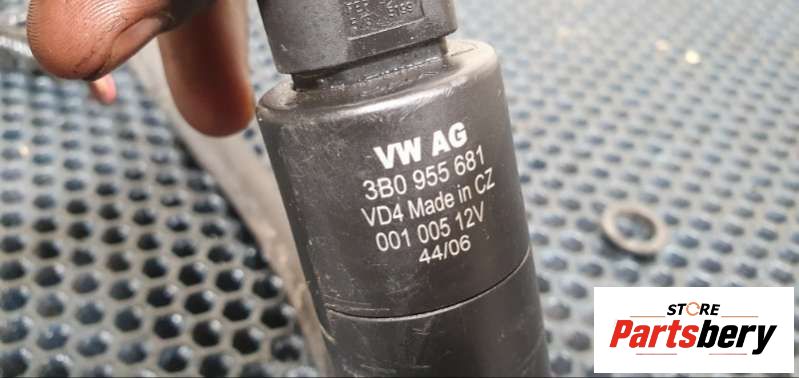 VW AG
3B0 955 681
VD4 Made in CZ
001 005 12V
44/06
STORE
Partsbery